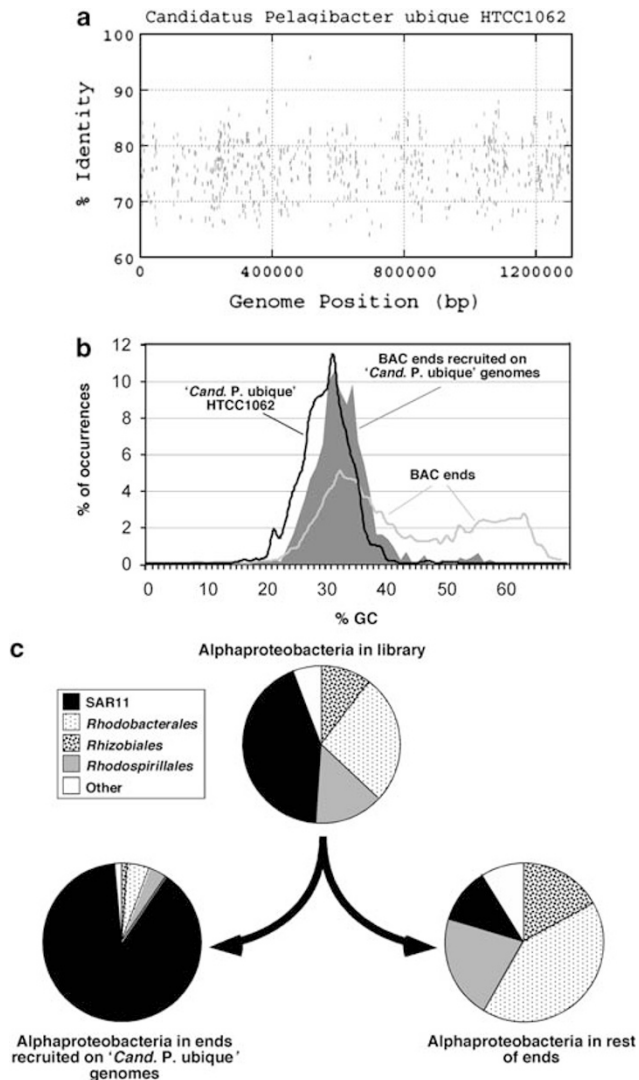 a
Candidatus Pelagibacter ubique HTCC1062
% Identity
100
90
80
70
60
0
400000
800000
1200000
Genome Position (bp)
b
% of occurrences
12
10
8
6
4
2
0
'Cand. P. ubique'
HTCC1062
BAC ends recruited on
'Cand. P. ubique' genomes
BAC ends
0
10
20
30
40
50
60
% GC
c
Alphaproteobacteria in library
SAR11
Rhodobacterales
Rhizobiales
Rhodospirillales
Other
Alphaproteobacteria in ends
recruited on 'Cand. P. ubique'
genomes
Alphaproteobacteria in rest
of ends